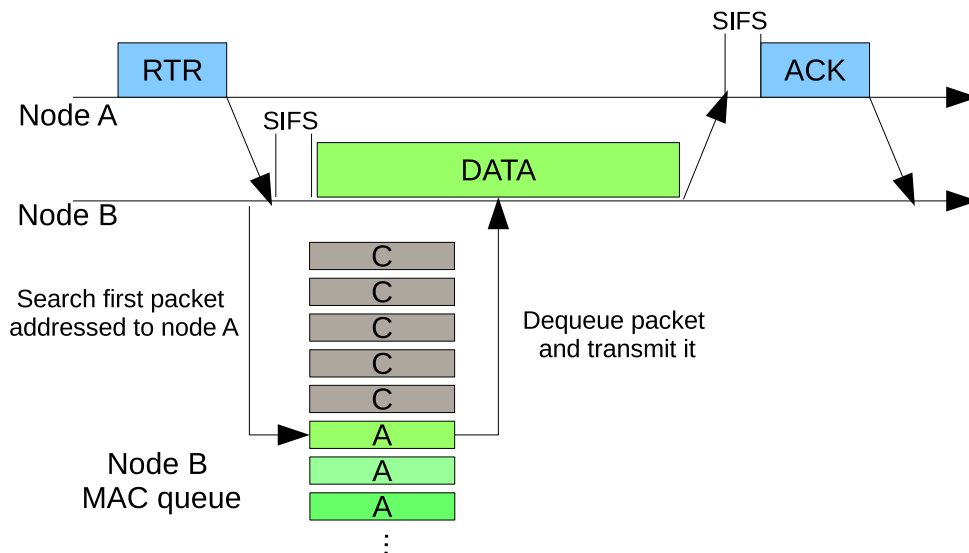 SIFS
RTR
ACK
Node A
SIFS
DATA
Node B
C
C
C
C
C
A
A
A
...
Search first packet
addressed to node A
Dequeue packet
and transmit it
Node B
MAC queue